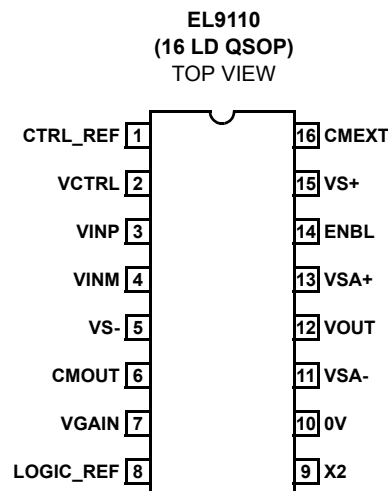 EL9110
(16 LD QSOP)
TOP VIEW
CTRL_REF 1
16 CMEXT
VCTRL 2
15 VS+
VINP 3
14 ENBL
VINM 4
13 VSA+
VS- 5
12 VOUT
CMOUT 6
11 VSA-
VGAIN 7
10 0V
LOGIC_REF 8
9 X2